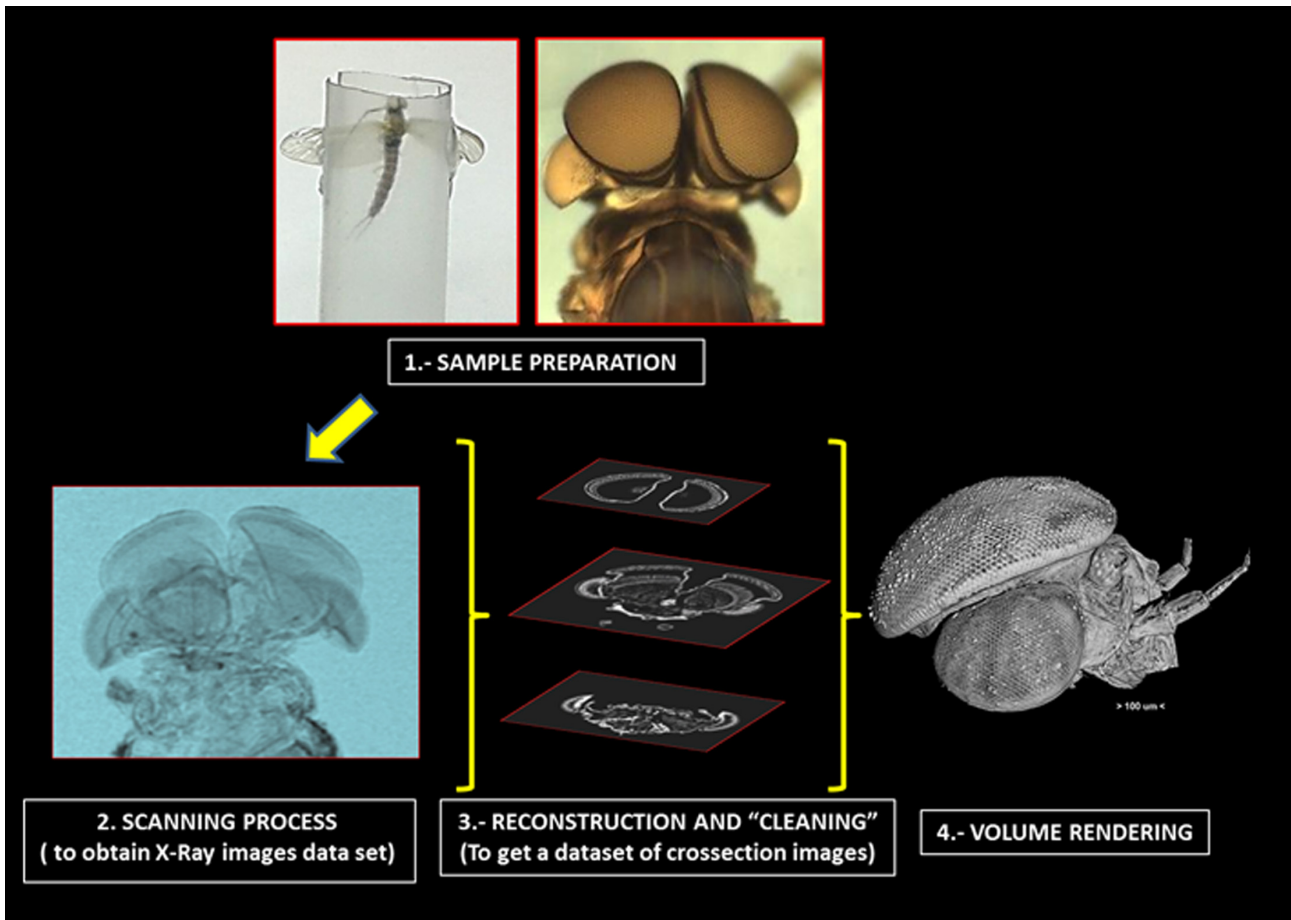 1.- SAMPLE PREPARATION
2. SCANNING PROCESS
( to obtain X-Ray images data set)
3.- RECONSTRUCTION AND “CLEANING”
(To get a dataset of crossection images)
> 100 um <
4.- VOLUME RENDERING